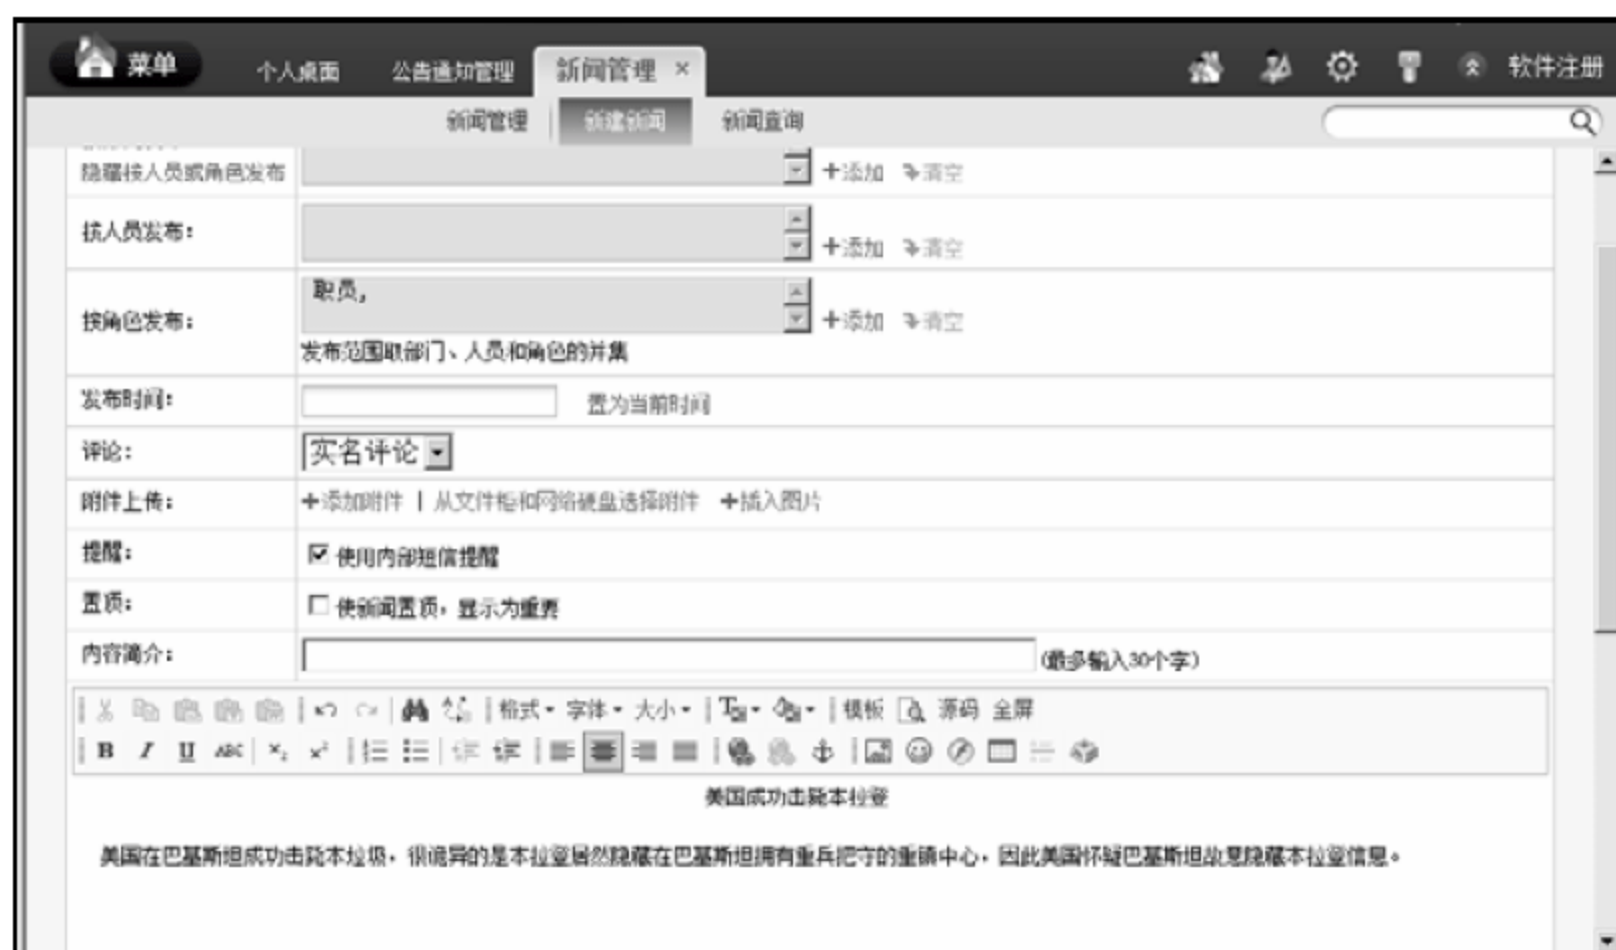 菜单 个人桌面 公告通知管理 新闻管理 × 软件注册
新闻管理 新建新闻 新闻查询
隐藏按人员或角色发布 添加 清空
按人员发布： 添加 清空
按角色发布： 职员, 添加 清空
发布范围取部门、人员和角色的并集
发布时间： 置为当前时间
评论： 实名评论
附件上传： 添加附件 | 从文件柜和网络硬盘选择附件 插入图片
提醒： 使用内部短信提醒
置顶： 使新闻置顶，显示为重要
内容简介： (最多输入30个字)
格式 字体 大小 模板 源码 全屏
B I U ABC
美国成功击毙本拉登
美国在巴基斯坦成功击毙本垃圾，很诡异的是本拉登居然隐藏在巴基斯坦拥有重兵把守的重镇中心，因此美国怀疑巴基斯坦故意隐藏本拉登信息。